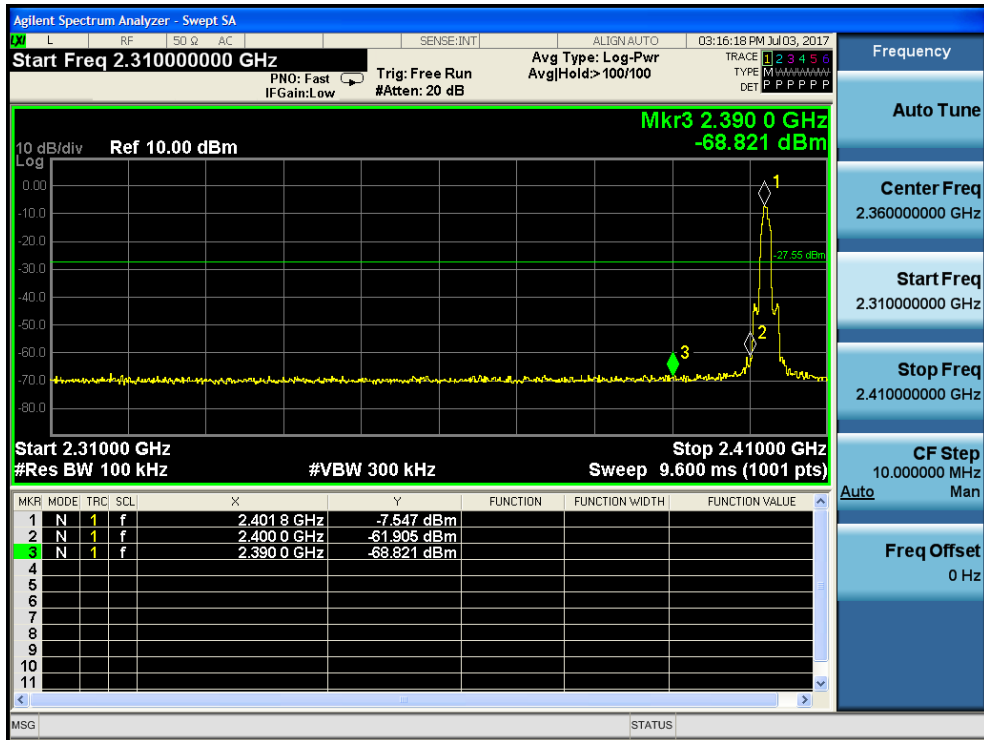 Agilent Spectrum Analyzer - Swept SA
LXI L RF 50 Ω AC SENSE:INT ALIGN AUTO 03:16:18 PM Jul 03, 2017
Start Freq 2.310000000 GHz
PNO: Fast
IFGain:Low
Trig: Free Run
#Atten: 20 dB
Avg Type: Log-Pwr
Avg|Hold:> 100/100
TRACE 1 2 3 4 5 6
TYPE M
DET P P P P P P
Mkr3 2.390 0 GHz
-68.821 dBm
10 dB/div Ref 10.00 dBm
Log
0.00
-10.0
-20.0
-30.0
-40.0
-50.0
-60.0
-70.0
-80.0
1
-27.55 dBm
2
3
Start 2.31000 GHz Stop 2.41000 GHz
#Res BW 100 kHz #VBW 300 kHz Sweep 9.600 ms (1001 pts)
MKR MODE TRC SCL X Y FUNCTION FUNCTION WIDTH FUNCTION VALUE
1 N 1 f 2.401 8 GHz -7.547 dBm
2 N 1 f 2.400 0 GHz -61.905 dBm
3 N 1 f 2.390 0 GHz -68.821 dBm
4
5
6
7
8
9
10
11
MSG STATUS
Frequency
Auto Tune
Center Freq
2.360000000 GHz
Start Freq
2.310000000 GHz
Stop Freq
2.410000000 GHz
CF Step
10.000000 MHz
Auto Man
Freq Offset
0 Hz